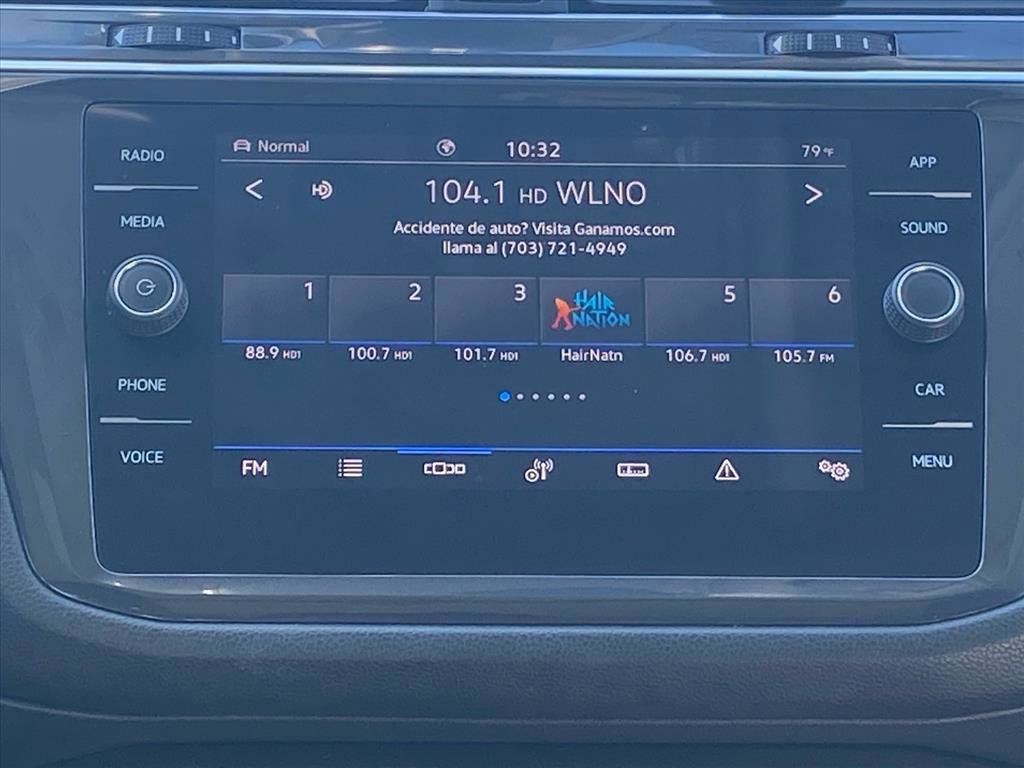 RADIO
MEDIA
PHONE
VOICE
Normal
10:32
79°F
HD
104.1 HD WLNO
Accidente de auto? Visita Ganamos.com
llama al (703) 721-4949
1
2
3
HAIR
NATION
5
6
88.9 HD1
100.7 HD1
101.7 HD1
HairNatn
106.7 HD1
105.7 FM
FM
APP
SOUND
CAR
MENU